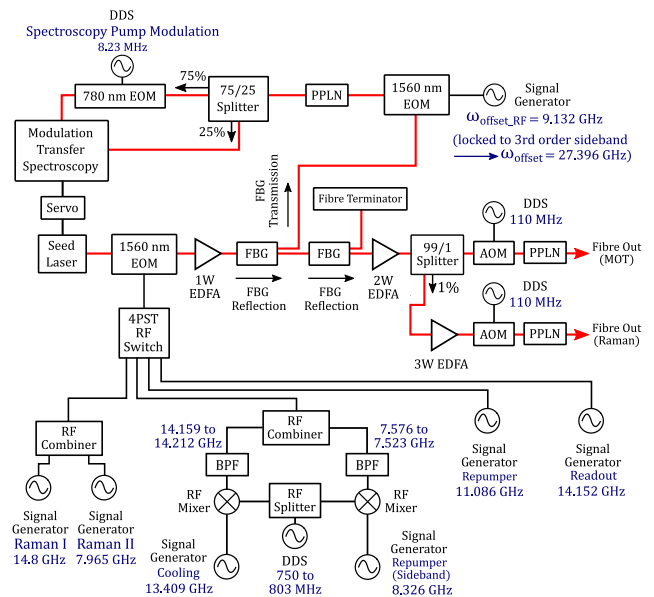 DDS
Spectroscopy Pump Modulation
8.23 MHz
75%
780 nm EOM
75/25
Splitter
PPLN
1560 nm
EOM
Signal
Generator
ωoffset_RF = 9.132 GHz
(locked to 3rd order sideband
ωoffset = 27.396 GHz)
25%
Modulation
Transfer
Spectroscopy
FBG
Transmission
Fibre Terminator
Servo
Seed
Laser
1560 nm
EOM
1W
EDFA
FBG
FBG
Reflection
FBG
FBG
Reflection
2W
EDFA
99/1
Splitter
1%
DDS
110 MHz
AOM
PPLN
Fibre Out
(MOT)
DDS
110 MHz
3W EDFA
AOM
PPLN
Fibre Out
(Raman)
4PST
RF
Switch
RF
Combiner
Signal
Generator
Raman I
14.8 GHz
Signal
Generator
Raman II
7.965 GHz
14.159 to
14.212 GHz
RF
Combiner
7.576 to
7.523 GHz
BPF
BPF
RF
Mixer
RF
Splitter
RF
Mixer
Signal
Generator
Cooling
13.409 GHz
DDS
750 to
803 MHz
Signal
Generator
Repumper
(Sideband)
8.326 GHz
Signal
Generator
Repumper
11.086 GHz
Signal
Generator
Readout
14.152 GHz